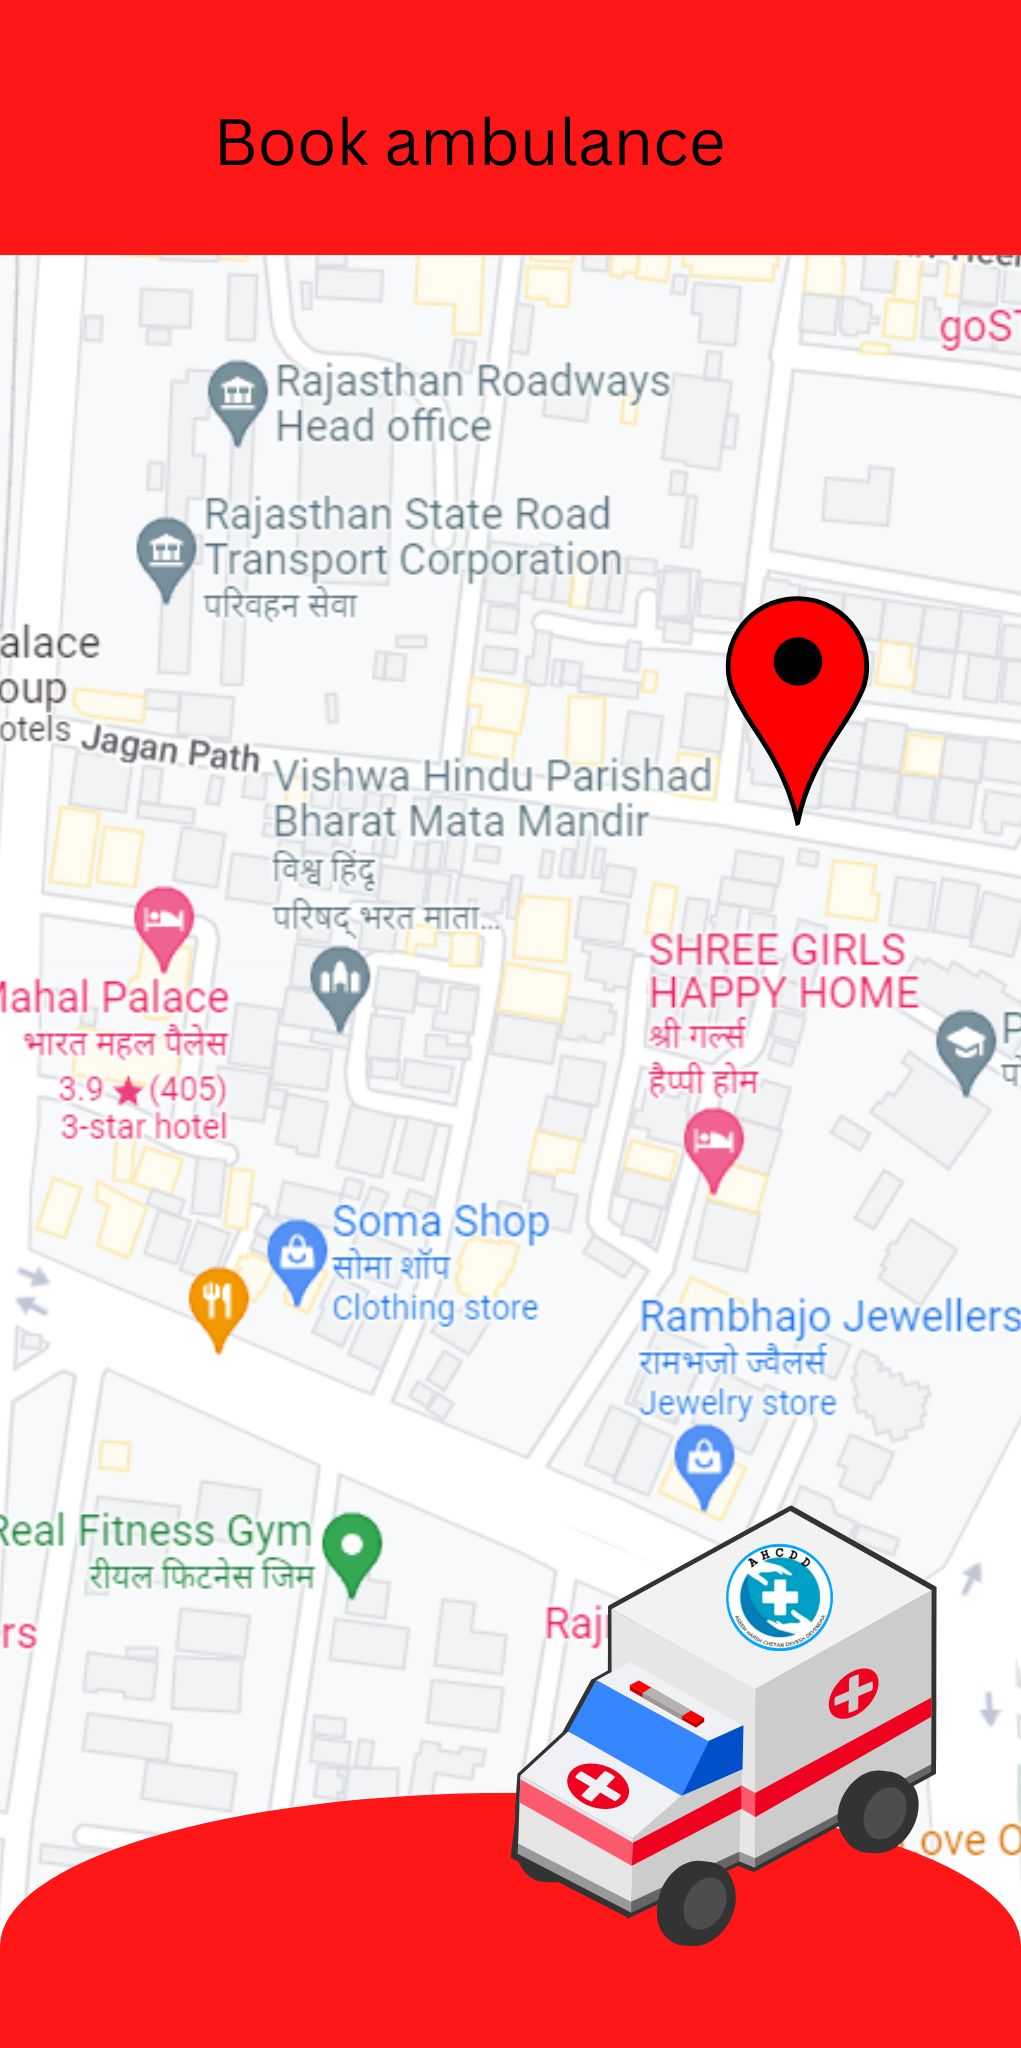 Book ambulance
goST
Rajasthan Roadways
Head office
Rajasthan State Road
Transport Corporation
परिवहन सेवा
alace
oup
otels
Jagan Path
Vishwa Hindu Parishad
Bharat Mata Mandir
विश्व हिंदू
परिषद् भरत माता...
SHREE GIRLS
HAPPY HOME
श्री गर्ल्स
हैप्पी होम
P
Mahal Palace
भारत महल पैलेस
3.9 ★ (405)
3-star hotel
Soma Shop
सोमा शॉप
Clothing store
Rambhajo Jewellers
रामभजो ज्वैलर्स
Jewelry store
Real Fitness Gym
रीयल फिटनेस जिम
rs
Raj
AHCDD
ove O